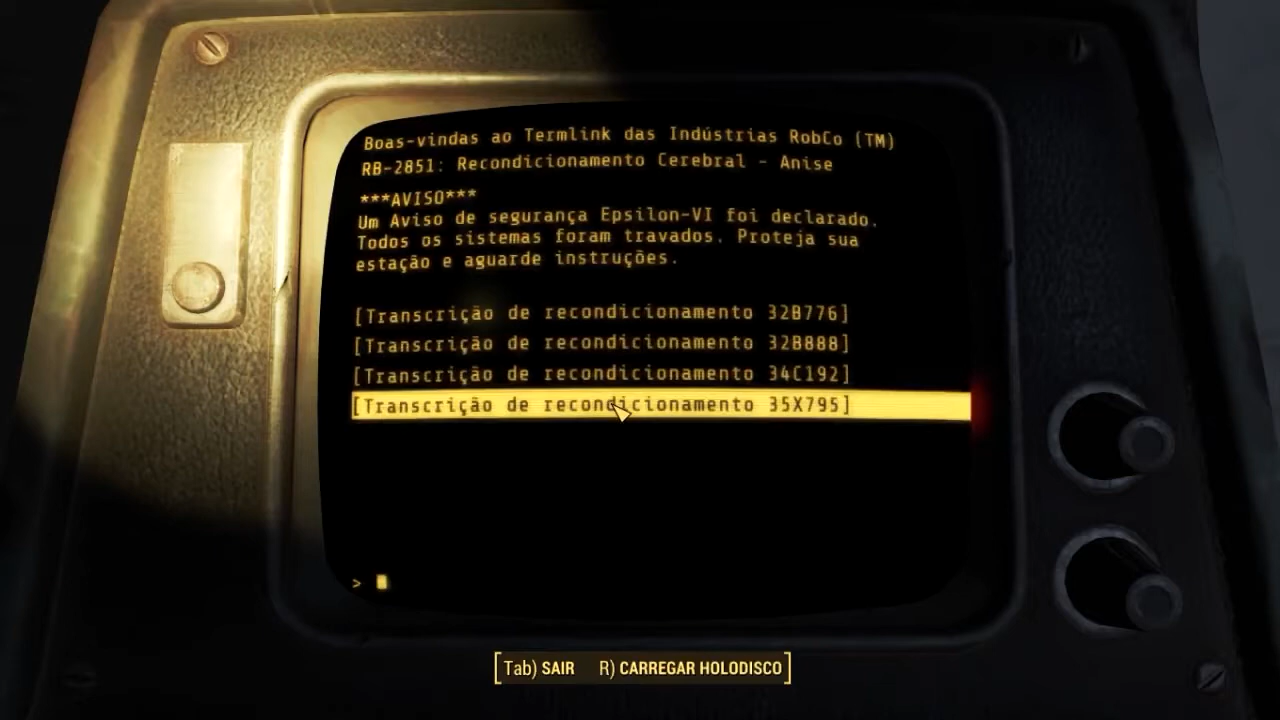 Boas-vindas ao Termlink das Indústrias RobCo (TM)
RB-2851: Recondicionamento Cerebral - Anise
***AVISO***
Um Aviso de segurança Epsilon-VI foi declarado.
Todos os sistemas foram travados. Proteja sua
estação e aguarde instruções.
[Transcrição de recondicionamento 32B776]
[Transcrição de recondicionamento 32B888]
[Transcrição de recondicionamento 34C192]
[Transcrição de recondicionamento 35X795]
>
[Tab) SAIR R) CARREGAR HOLODISCO]